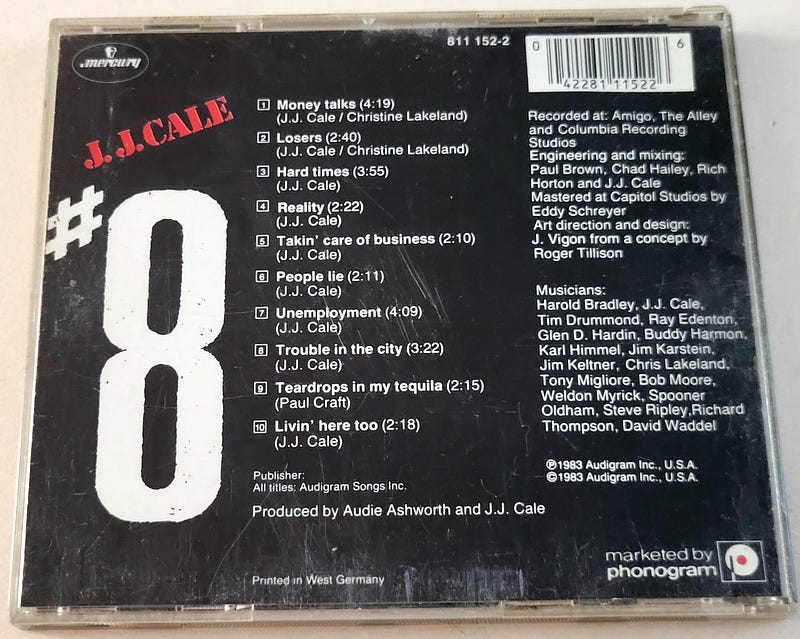 mercury
811 152-2
0 42281 11522 6
J.J.CALE
#8
1 Money talks (4:19)
(J.J. Cale / Christine Lakeland)
2 Losers (2:40)
(J.J. Cale / Christine Lakeland)
3 Hard times (3:55)
(J.J. Cale)
4 Reality (2:22)
(J.J. Cale)
5 Takin' care of business (2:10)
(J.J. Cale)
6 People lie (2:11)
(J.J. Cale)
7 Unemployment (4:09)
(J.J. Cale)
8 Trouble in the city (3:22)
(J.J. Cale)
9 Teardrops in my tequila (2:15)
(Paul Craft)
10 Livin' here too (2:18)
(J.J. Cale)
Publisher:
All titles: Audigram Songs Inc.
Produced by Audie Ashworth and J.J. Cale
Printed in West Germany
Recorded at: Amigo, The Alley
and Columbia Recording
Studios
Engineering and mixing:
Paul Brown, Chad Hailey, Rich
Horton and J.J. Cale
Mastered at Capitol Studios by
Eddy Schreyer
Art direction and design:
J. Vigon from a concept by
Roger Tillison
Musicians:
Harold Bradley, J.J. Cale,
Tim Drummond, Ray Edenton,
Glen D. Hardin, Buddy Harmon,
Karl Himmel, Jim Karstein,
Jim Keltner, Chris Lakeland,
Tony Migliore, Bob Moore,
Weldon Myrick, Spooner
Oldham, Steve Ripley,Richard
Thompson, David Waddel
℗1983 Audigram Inc., U.S.A.
©1983 Audigram Inc., U.S.A.
marketed by
phonogram